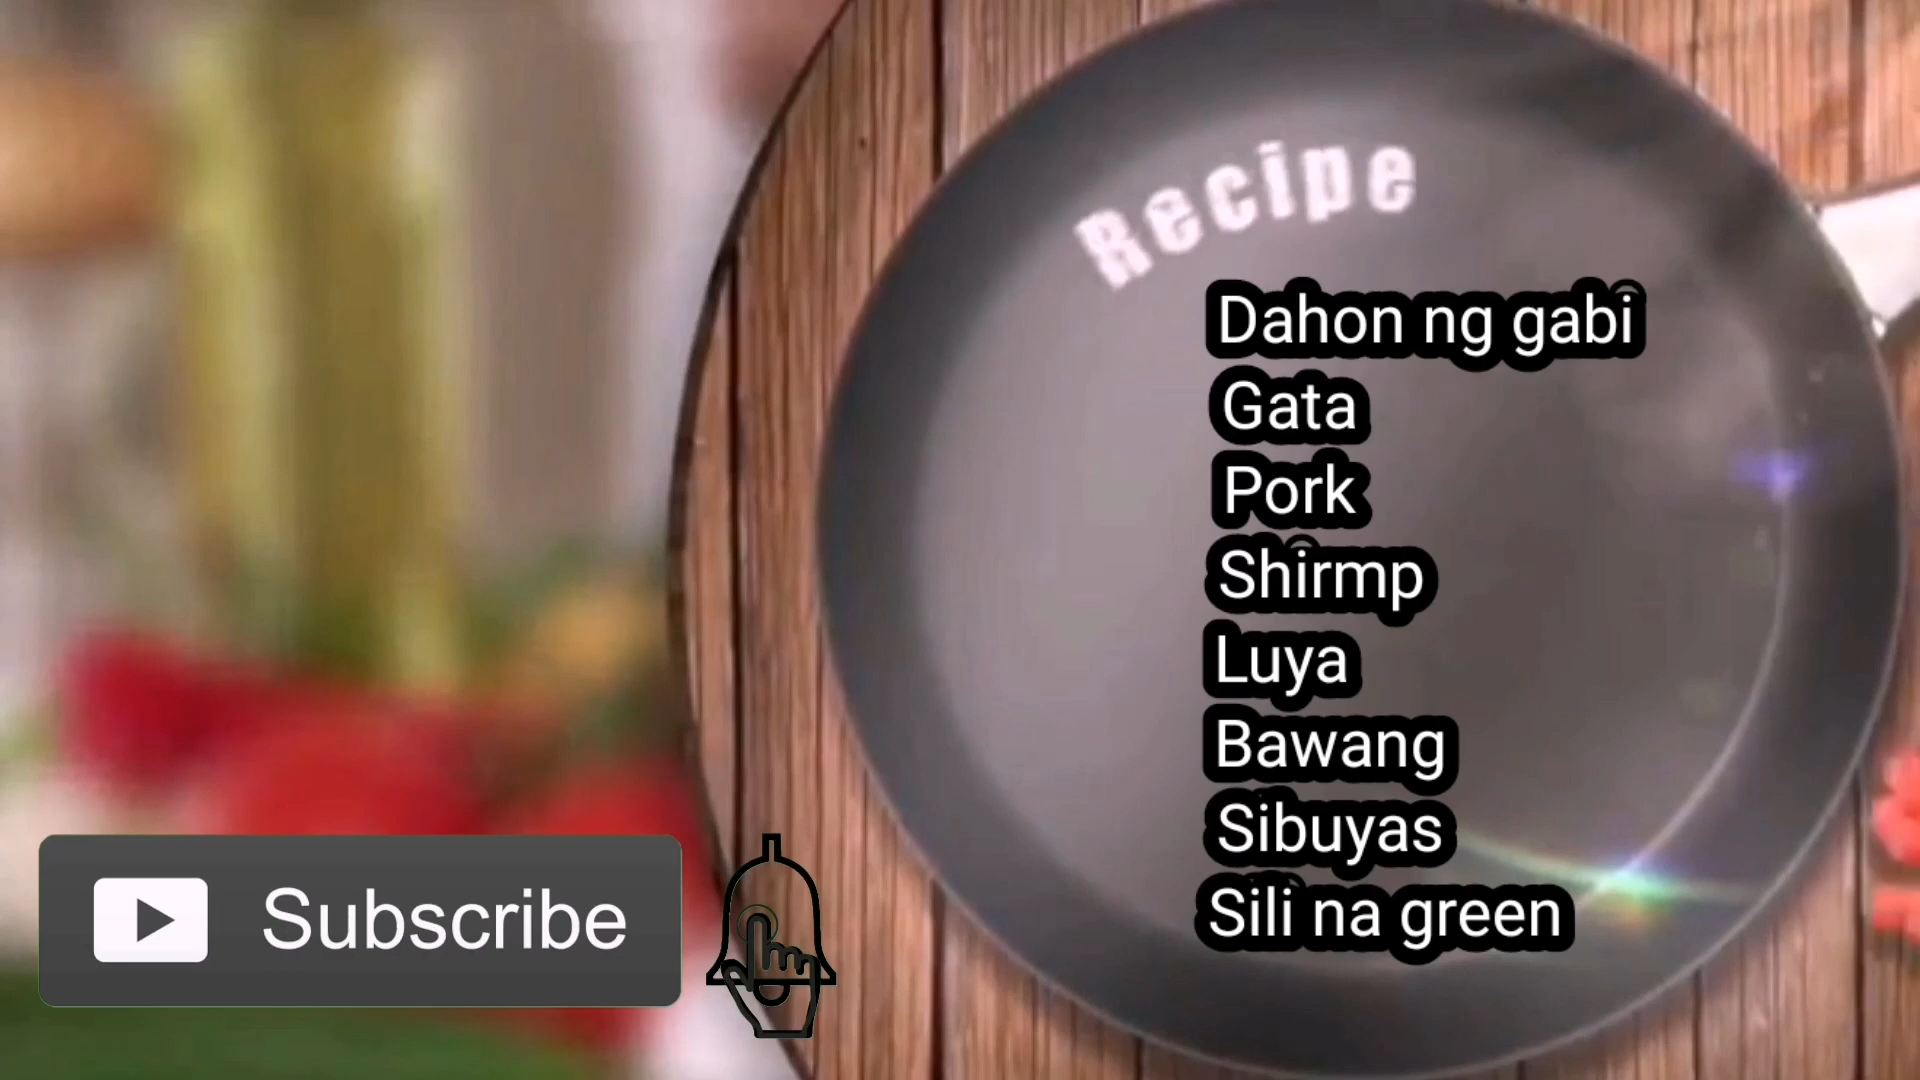 Recipe
Dahon ng gabi
Gata
Pork
Shirmp
Luya
Bawang
Sibuyas
Sili na green
Subscribe